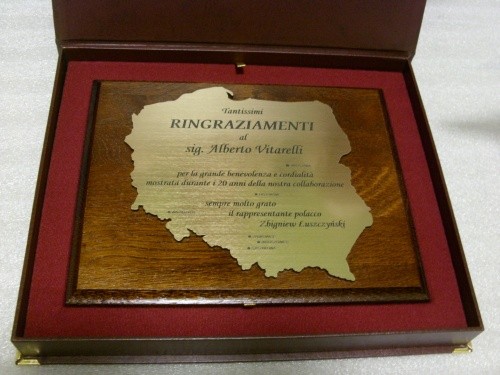 Tantissimi
RINGRAZIAMENTI
al
sig. Alberto Vitarelli
per la grande benevolenza e cordialità
mostrata durante i 20 anni della nostra collaborazione
sempre molto grato
il rappresentante polacco
Zbigniew Łuszczyński